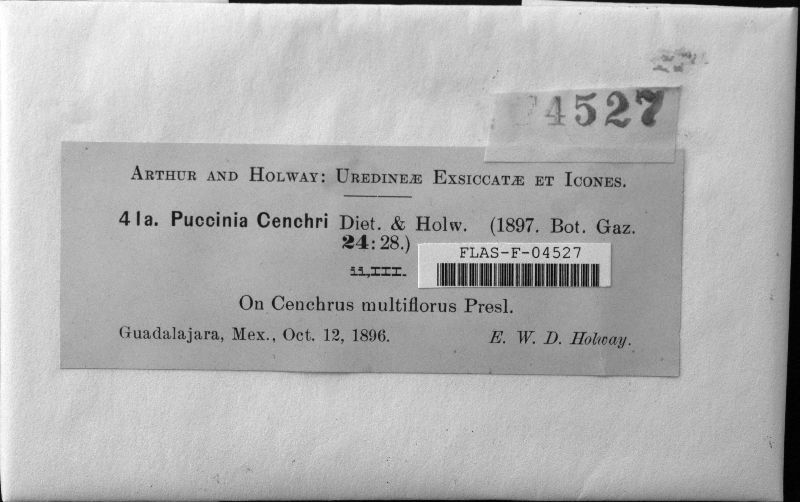 F4527
ARTHUR AND HOLWAY: UREDINEÆ EXSICCATÆ ET ICONES.
41a. Puccinia Cenchri Diet. & Holw. (1897. Bot. Gaz.
24:28.)
FLAS-F-04527
ii,III.
On Cenchrus multiflorus Presl.
Guadalajara, Mex., Oct. 12, 1896. E. W. D. Holway.